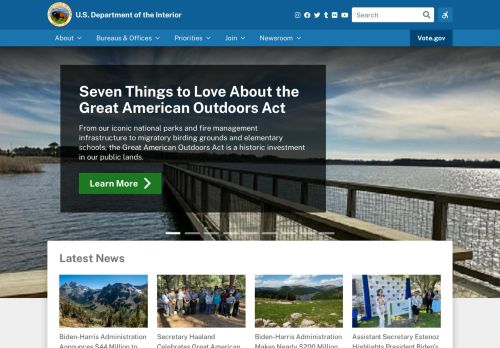 U.S. Department of the Interior
Search
About
Bureaus & Offices
Priorities
Join
Newsroom
Vote.gov
Seven Things to Love About the
Great American Outdoors Act
From our iconic national parks and fire management
infrastructure to migratory birding grounds and elementary
schools, the Great American Outdoors Act is a historic investment
in our public lands.
Learn More
Latest News
Biden-Harris Administration
Announces $44 Million to
Secretary Haaland
Celebrates Great American
Biden-Harris Administration
Makes Nearly $200 Million
Assistant Secretary Estenoz
Highlights President Biden's